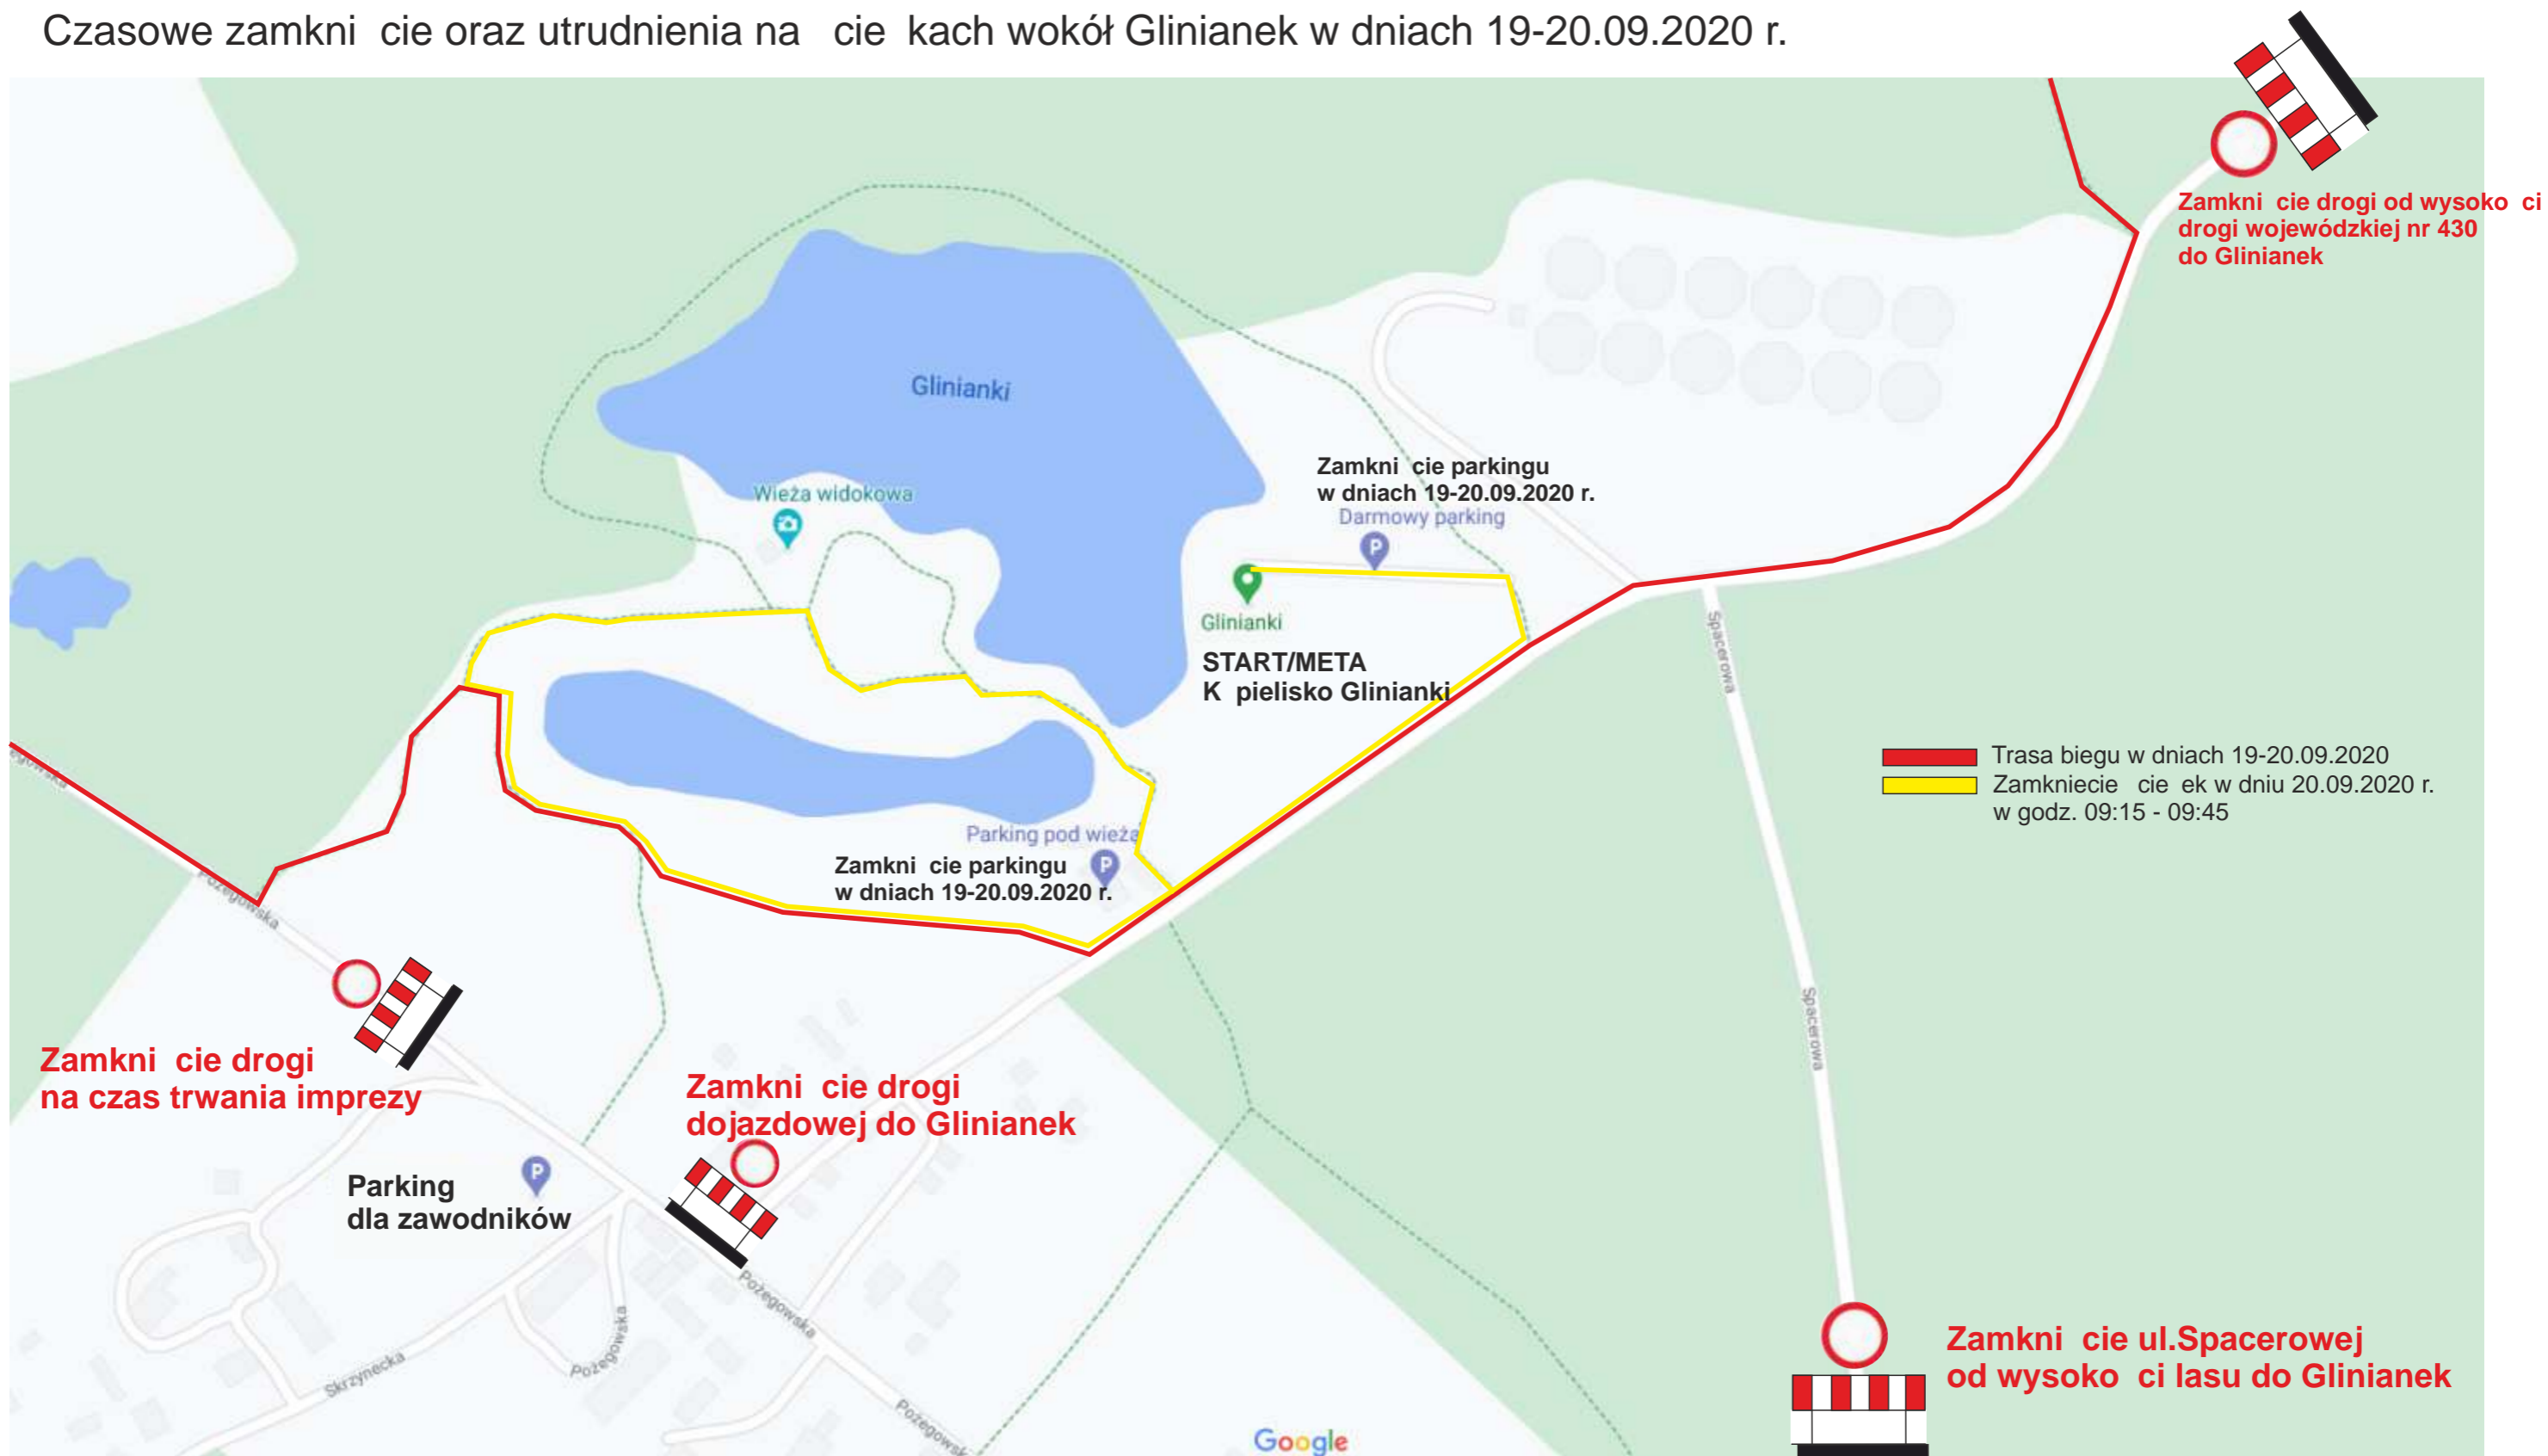 Czasowe zamkni cie oraz utrudnienia na cie kach wokół Glinianek w dniach 19-20.09.2020 r.
Zamkni cie drogi od wysoko ci
drogi wojewódzkiej nr 430
do Glinianek
Glinianki
Zamkni cie parkingu
w dniach 19-20.09.2020 r.
Darmowy parking
P
Wieża widokowa
Glinianki
START/META
K pielisko Glinianki
Spacerowa
Trasa biegu w dniach 19-20.09.2020
Zamkniecie cie ek w dniu 20.09.2020 r.
w godz. 09:15 - 09:45
Parking pod wieżą
P
Zamkni cie parkingu
w dniach 19-20.09.2020 r.
Pożegowska
Spacerowa
Zamkni cie drogi
na czas trwania imprezy
Zamkni cie drogi
dojazdowej do Glinianek
P
Parking
dla zawodników
Pożegowska
Pożegowska
Skrzynecka
Zamkni cie ul.Spacerowej
od wysoko ci lasu do Glinianek
Google